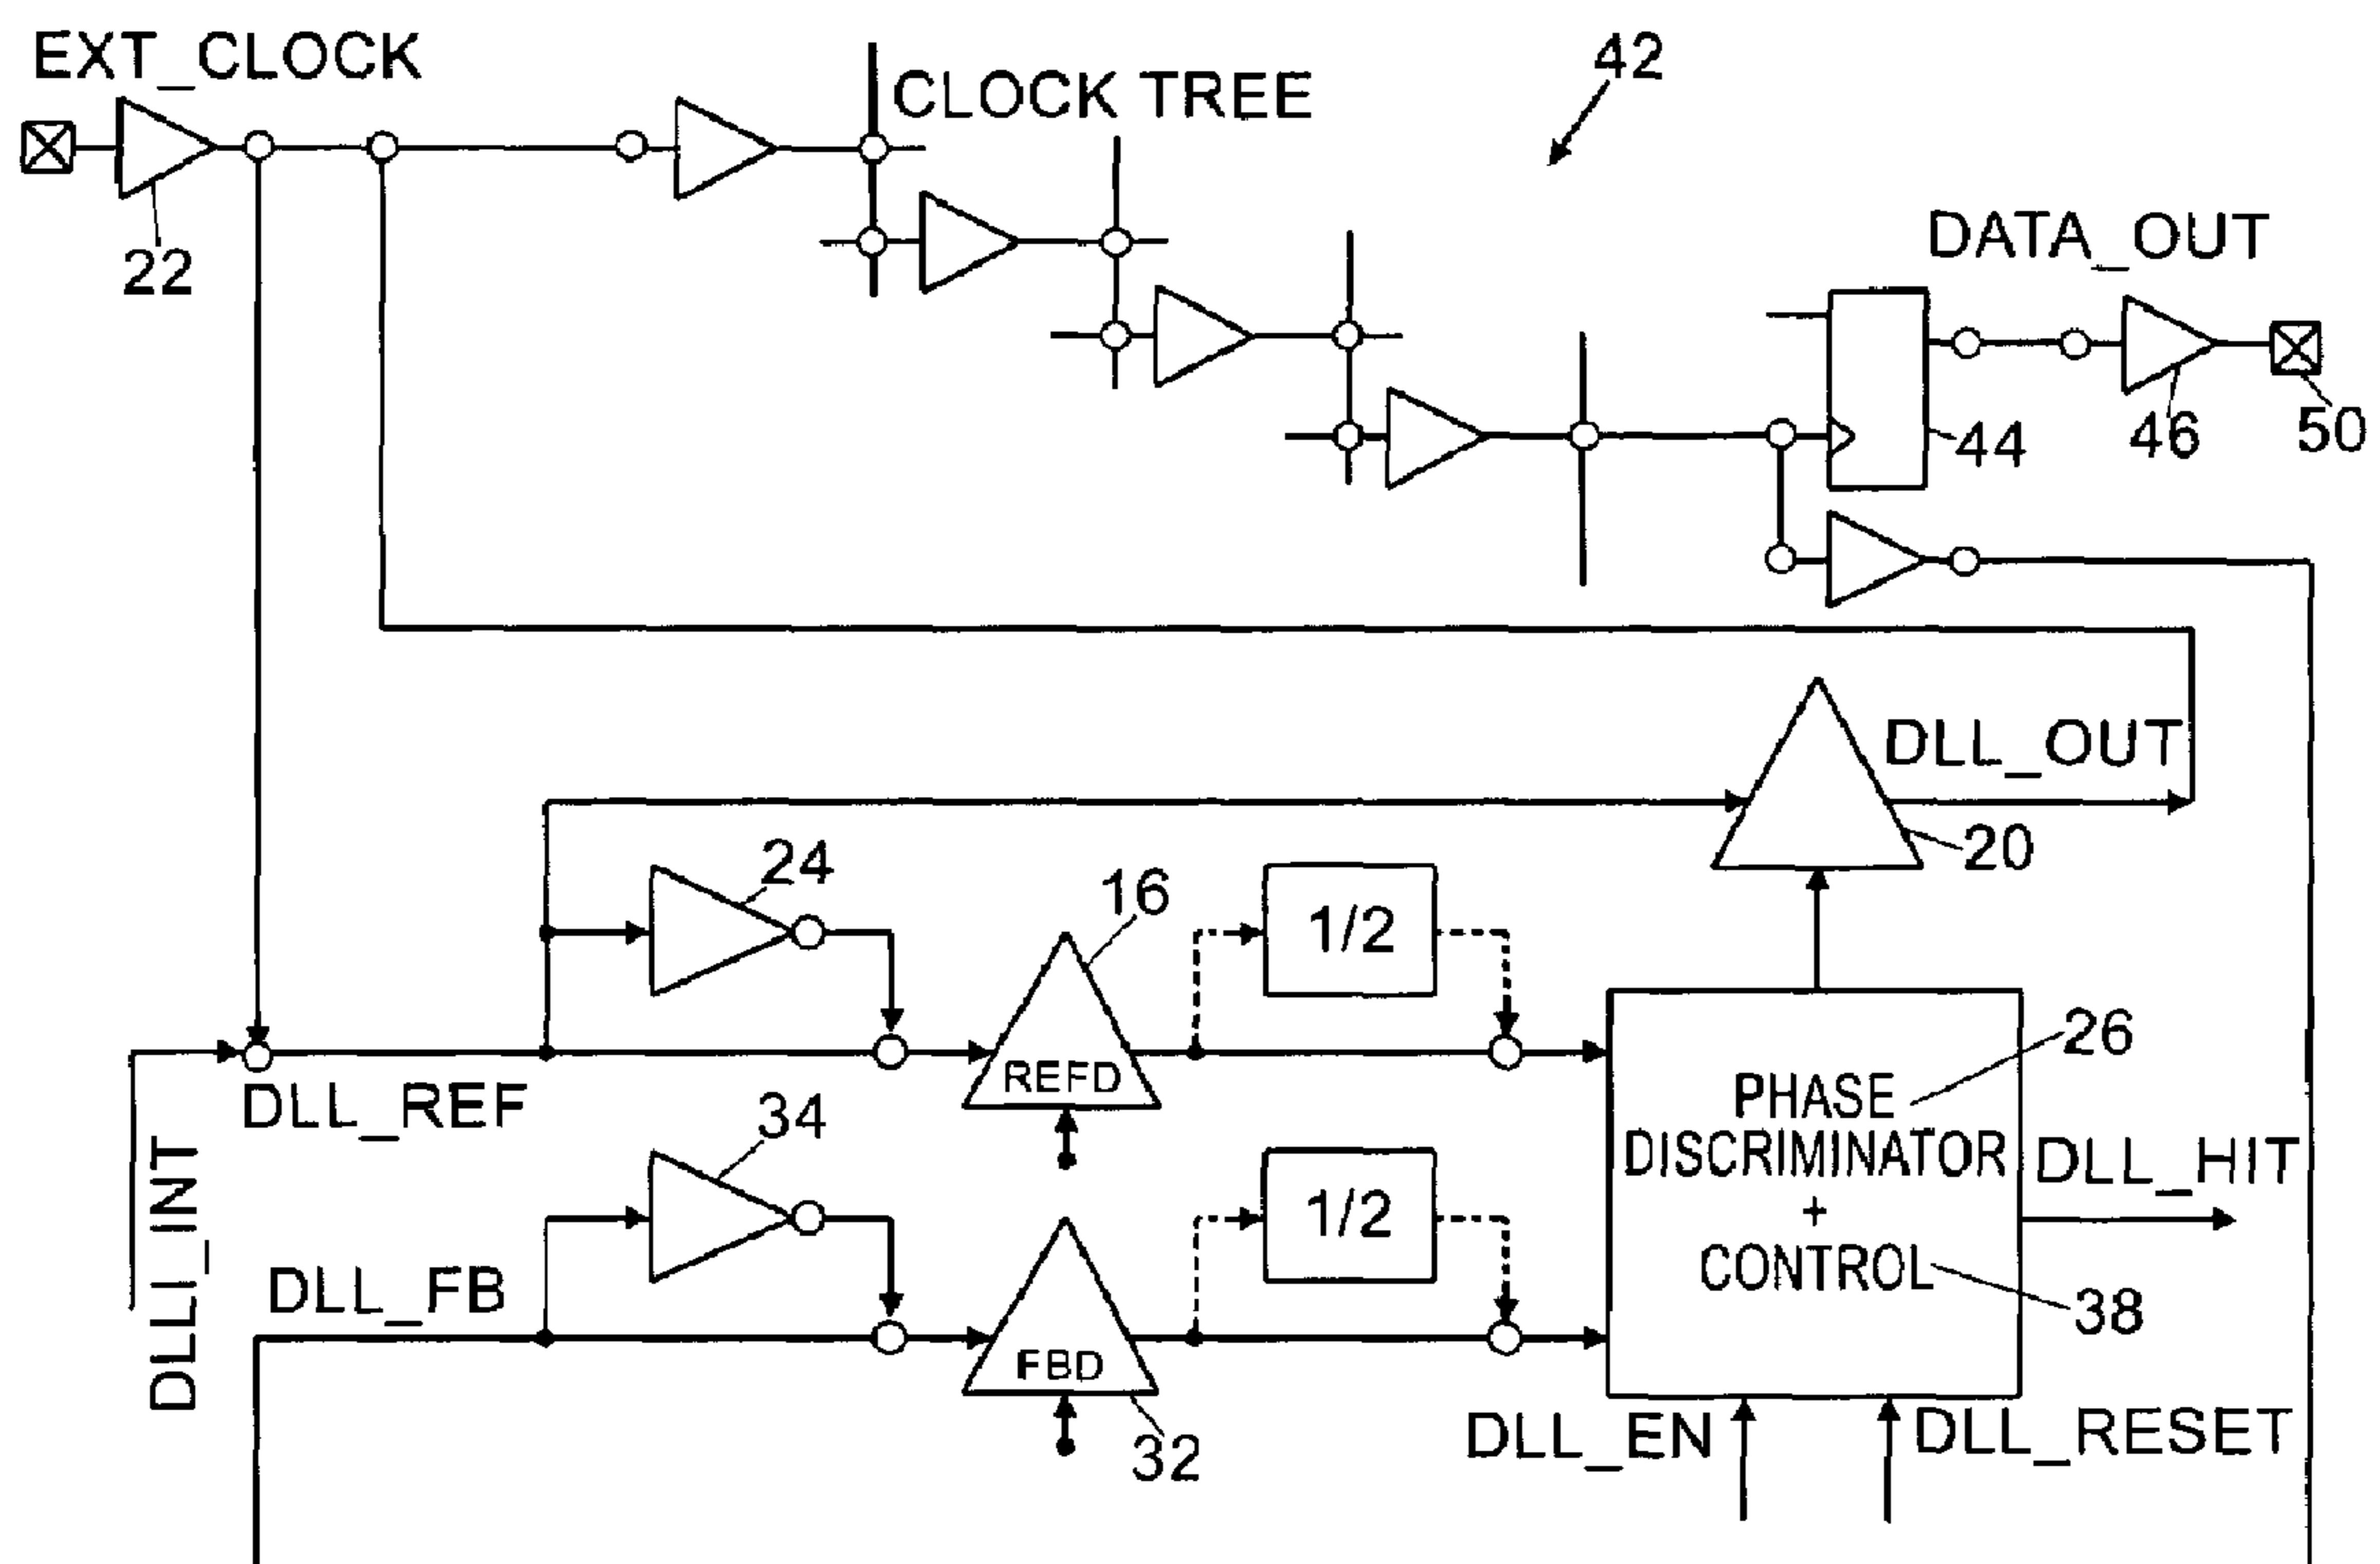 EXT_CLOCK
42
CLOCK TREE
22
DATA_OUT
44
46
50
DLL_OUT
20
24
16
1/2
REFD
26
DLL_REF
34
PHASE
DISCRIMINATOR
+
CONTROL
DLL_HIT
1/2
DLLI_INT
DLL_FB
38
FBD
32
DLL_EN
DLL_RESET